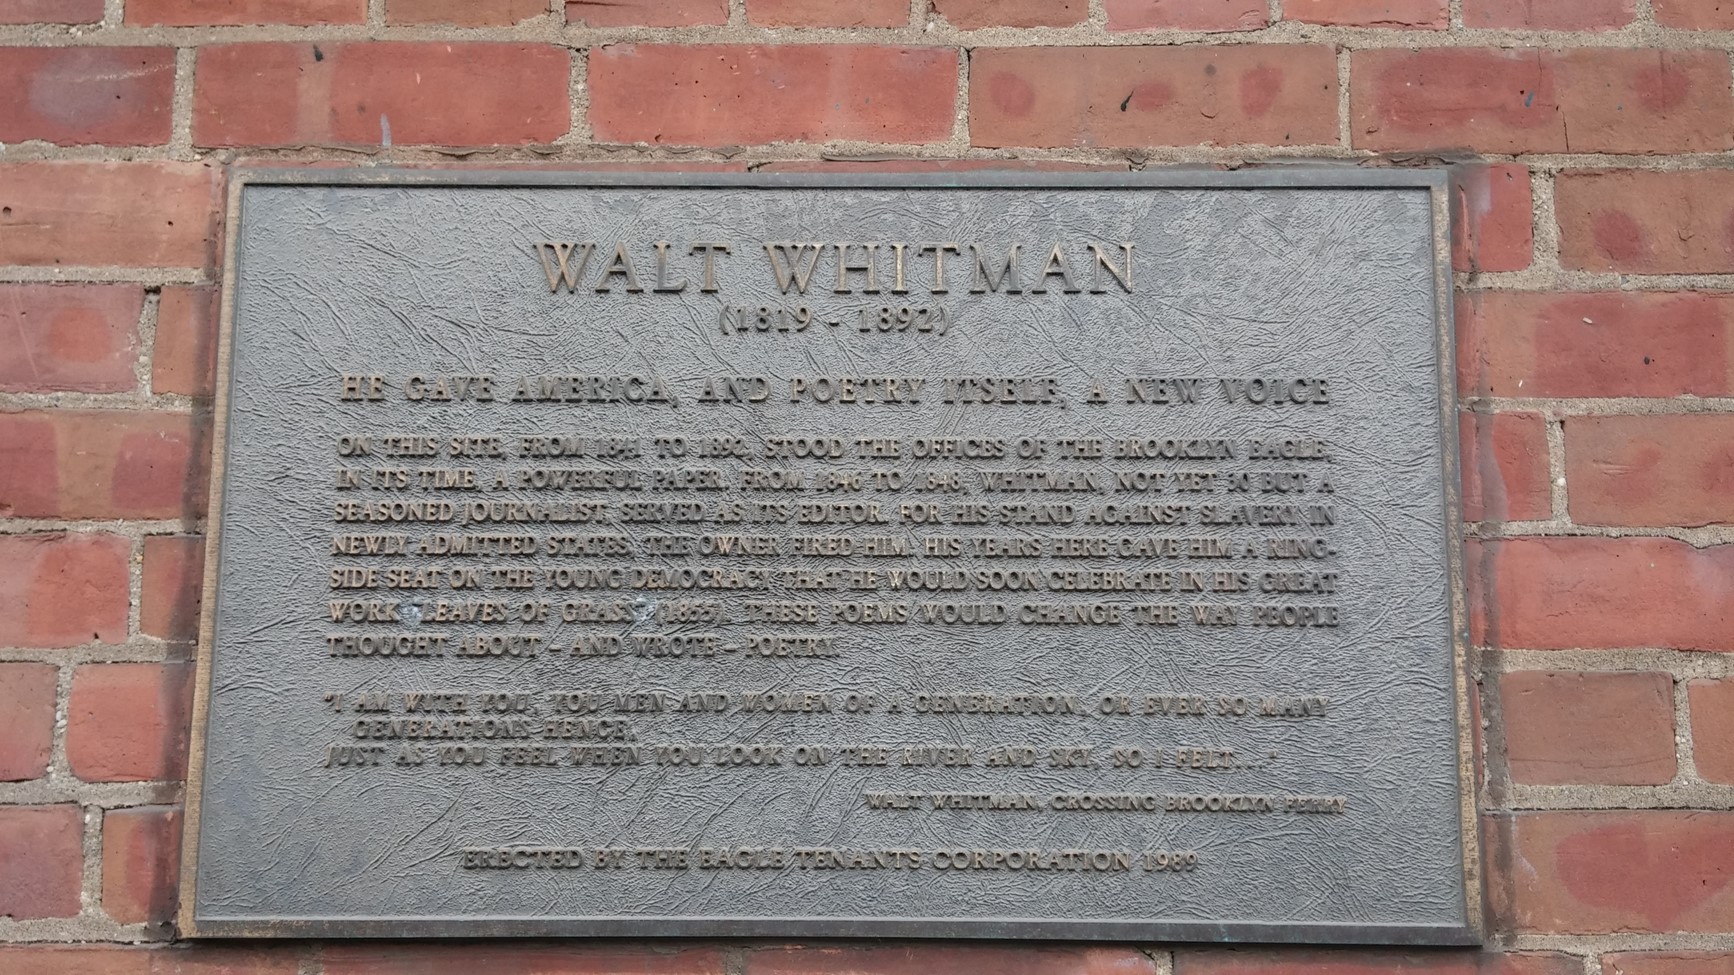 WALT WHITMAN
(1819 - 1892)
HE GAVE AMERICA, AND POETRY ITSELF, A NEW VOICE
ON THIS SITE, FROM 1841 TO 1892, STOOD THE OFFICES OF THE BROOKLYN EAGLE,
IN ITS TIME, A POWERFUL PAPER. FROM 1846 TO 1848, WHITMAN, NOT YET 30 BUT A
SEASONED JOURNALIST, SERVED AS ITS EDITOR. FOR HIS STAND AGAINST SLAVERY IN
NEWLY ADMITTED STATES, THE OWNER FIRED HIM. HIS YEARS HERE GAVE HIM A RING-
SIDE SEAT ON THE YOUNG DEMOCRACY THAT HE WOULD SOON CELEBRATE IN HIS GREAT
WORK "LEAVES OF GRASS" (1855). THESE POEMS WOULD CHANGE THE WAY PEOPLE
THOUGHT ABOUT – AND WROTE – POETRY.
"I AM WITH YOU, YOU MEN AND WOMEN OF A GENERATION, OR EVER SO MANY
GENERATIONS HENCE,
JUST AS YOU FEEL WHEN YOU LOOK ON THE RIVER AND SKY, SO I FELT...."
WALT WHITMAN, CROSSING BROOKLYN FERRY
ERECTED BY THE EAGLE TENANTS CORPORATION 1989